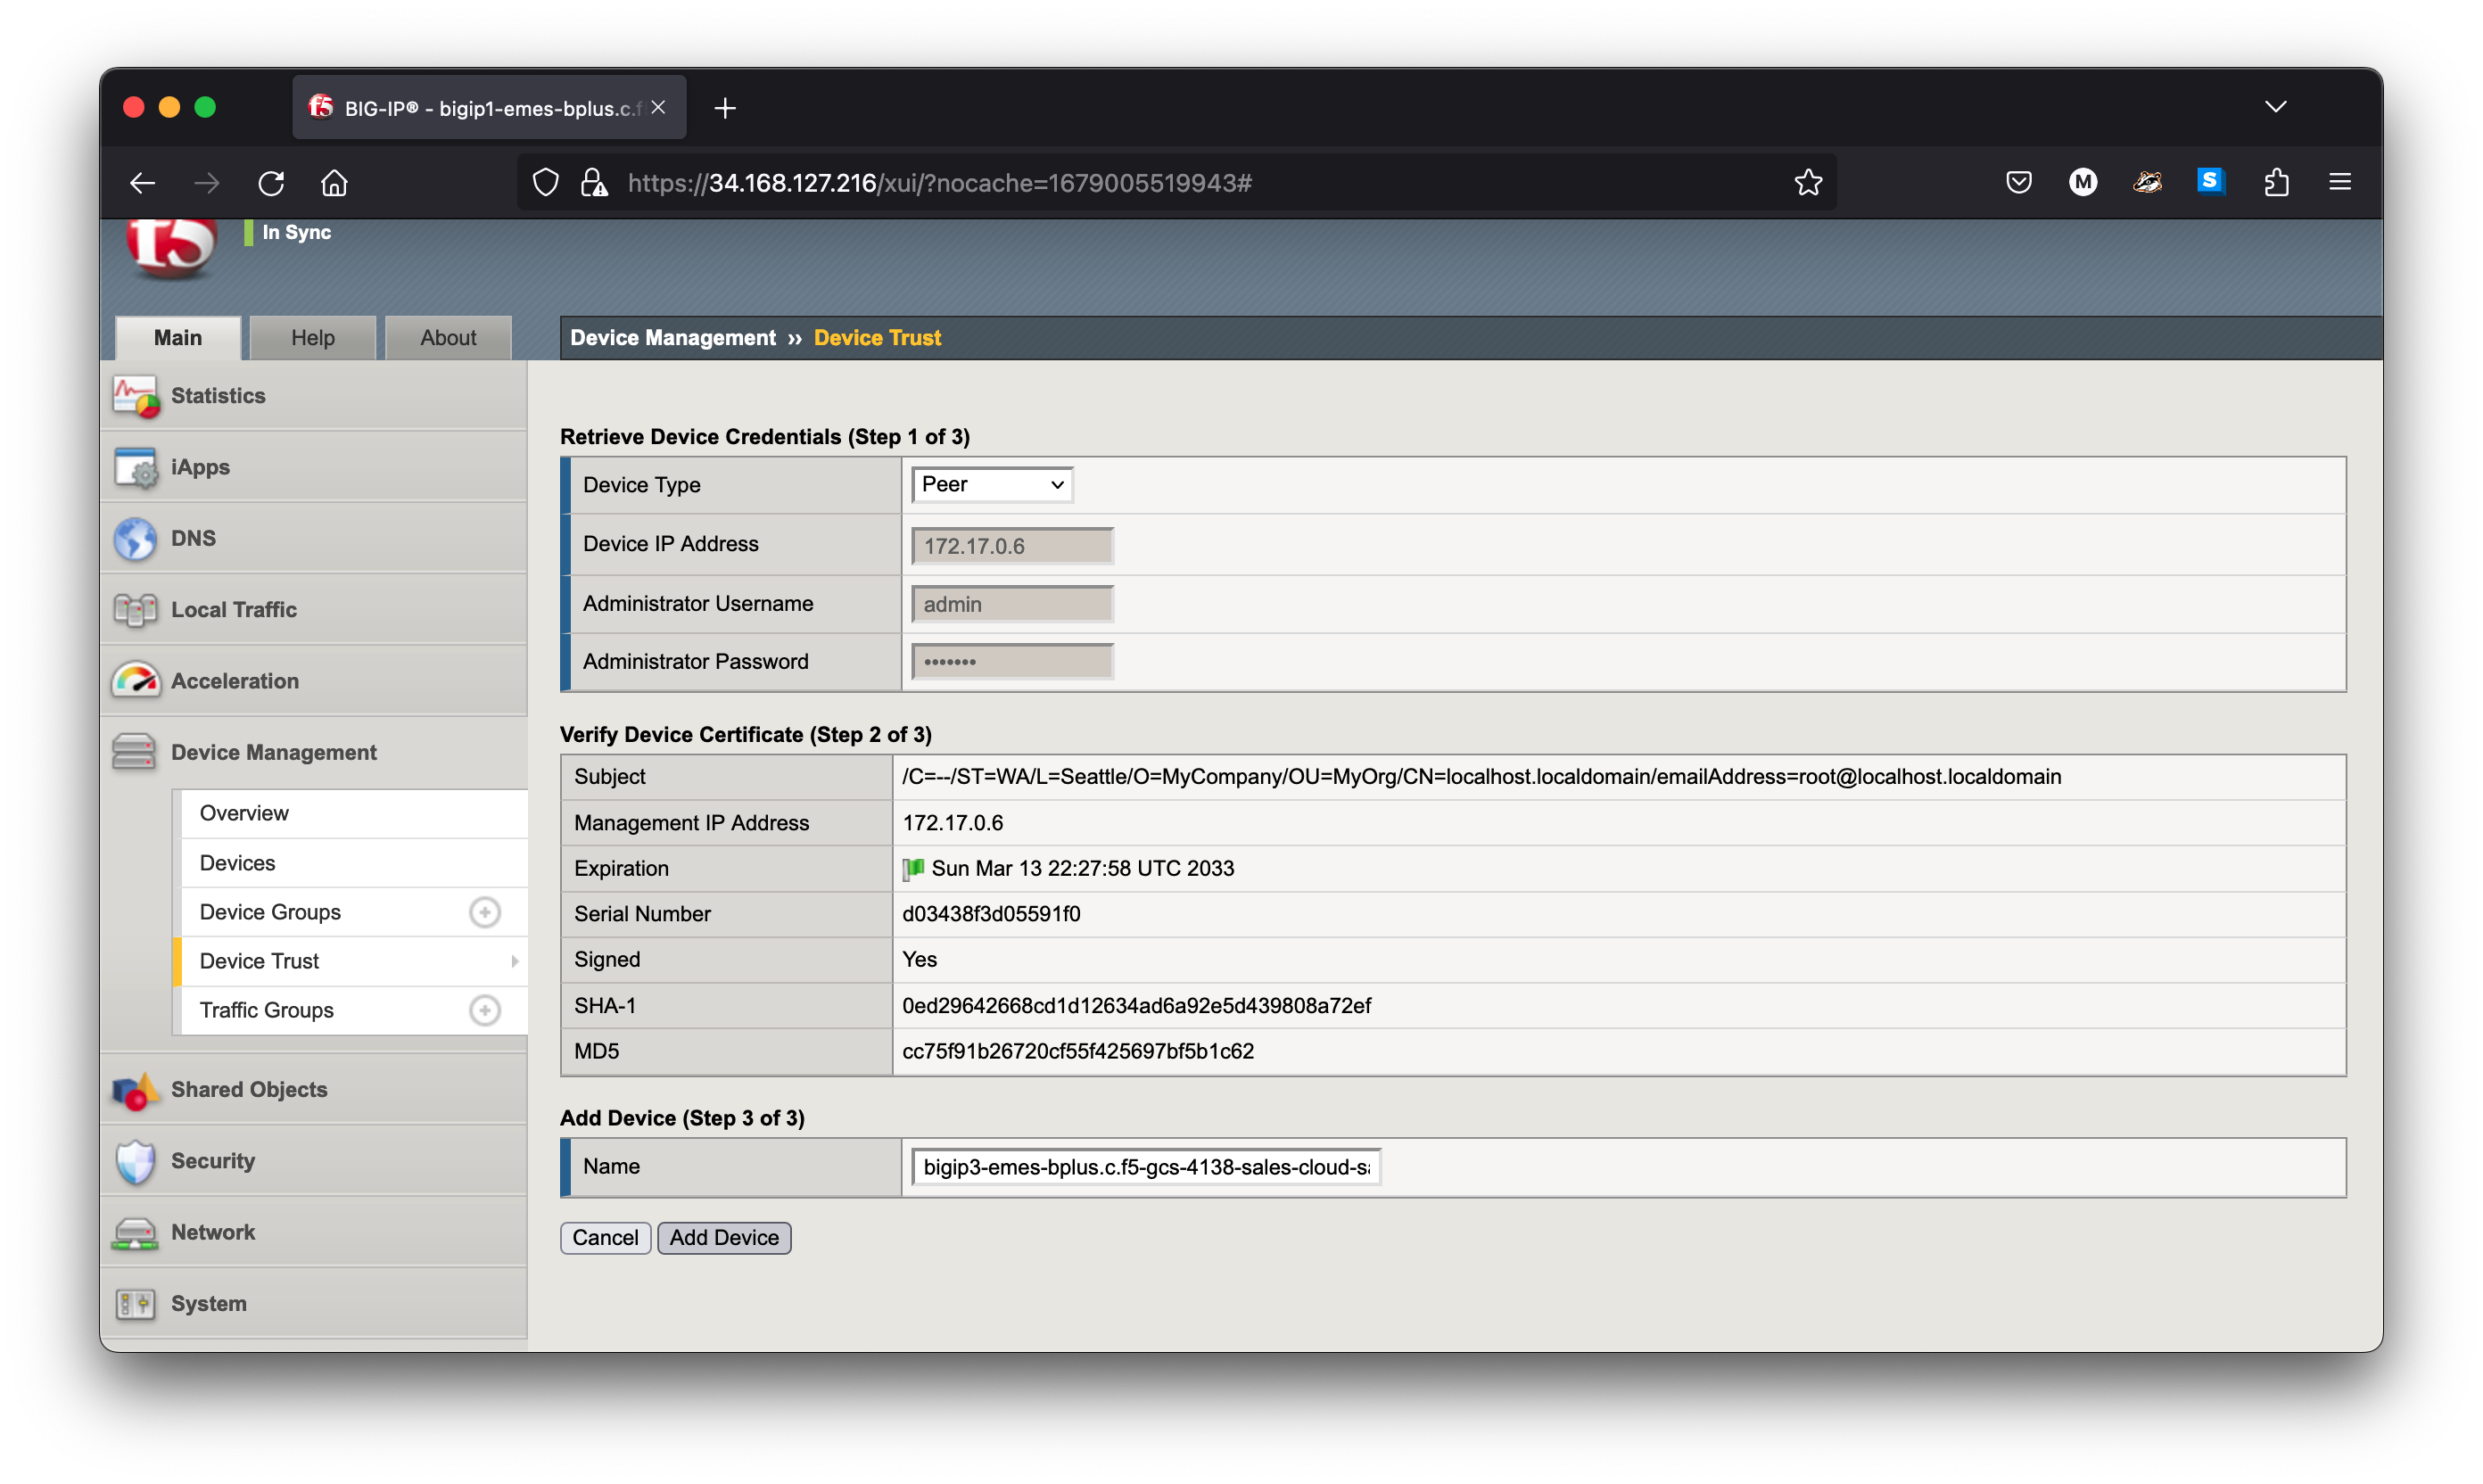 BIG-IP® - bigip1-emes-bplus.c.f
https://34.168.127.216/xui/?nocache=1679005519943#
M
S
f5
In Sync
Main Help About
Device Management ›› Device Trust
Statistics
iApps
DNS
Local Traffic
Acceleration
Device Management
Overview
Devices
Device Groups
Device Trust
Traffic Groups
Shared Objects
Security
Network
System
Retrieve Device Credentials (Step 1 of 3)
Device Type Peer
Device IP Address 172.17.0.6
Administrator Username admin
Administrator Password •••••••
Verify Device Certificate (Step 2 of 3)
Subject /C=--/ST=WA/L=Seattle/O=MyCompany/OU=MyOrg/CN=localhost.localdomain/emailAddress=root@localhost.localdomain
Management IP Address 172.17.0.6
Expiration Sun Mar 13 22:27:58 UTC 2033
Serial Number d03438f3d05591f0
Signed Yes
SHA-1 0ed29642668cd1d12634ad6a92e5d439808a72ef
MD5 cc75f91b26720cf55f425697bf5b1c62
Add Device (Step 3 of 3)
Name bigip3-emes-bplus.c.f5-gcs-4138-sales-cloud-sa
Cancel Add Device